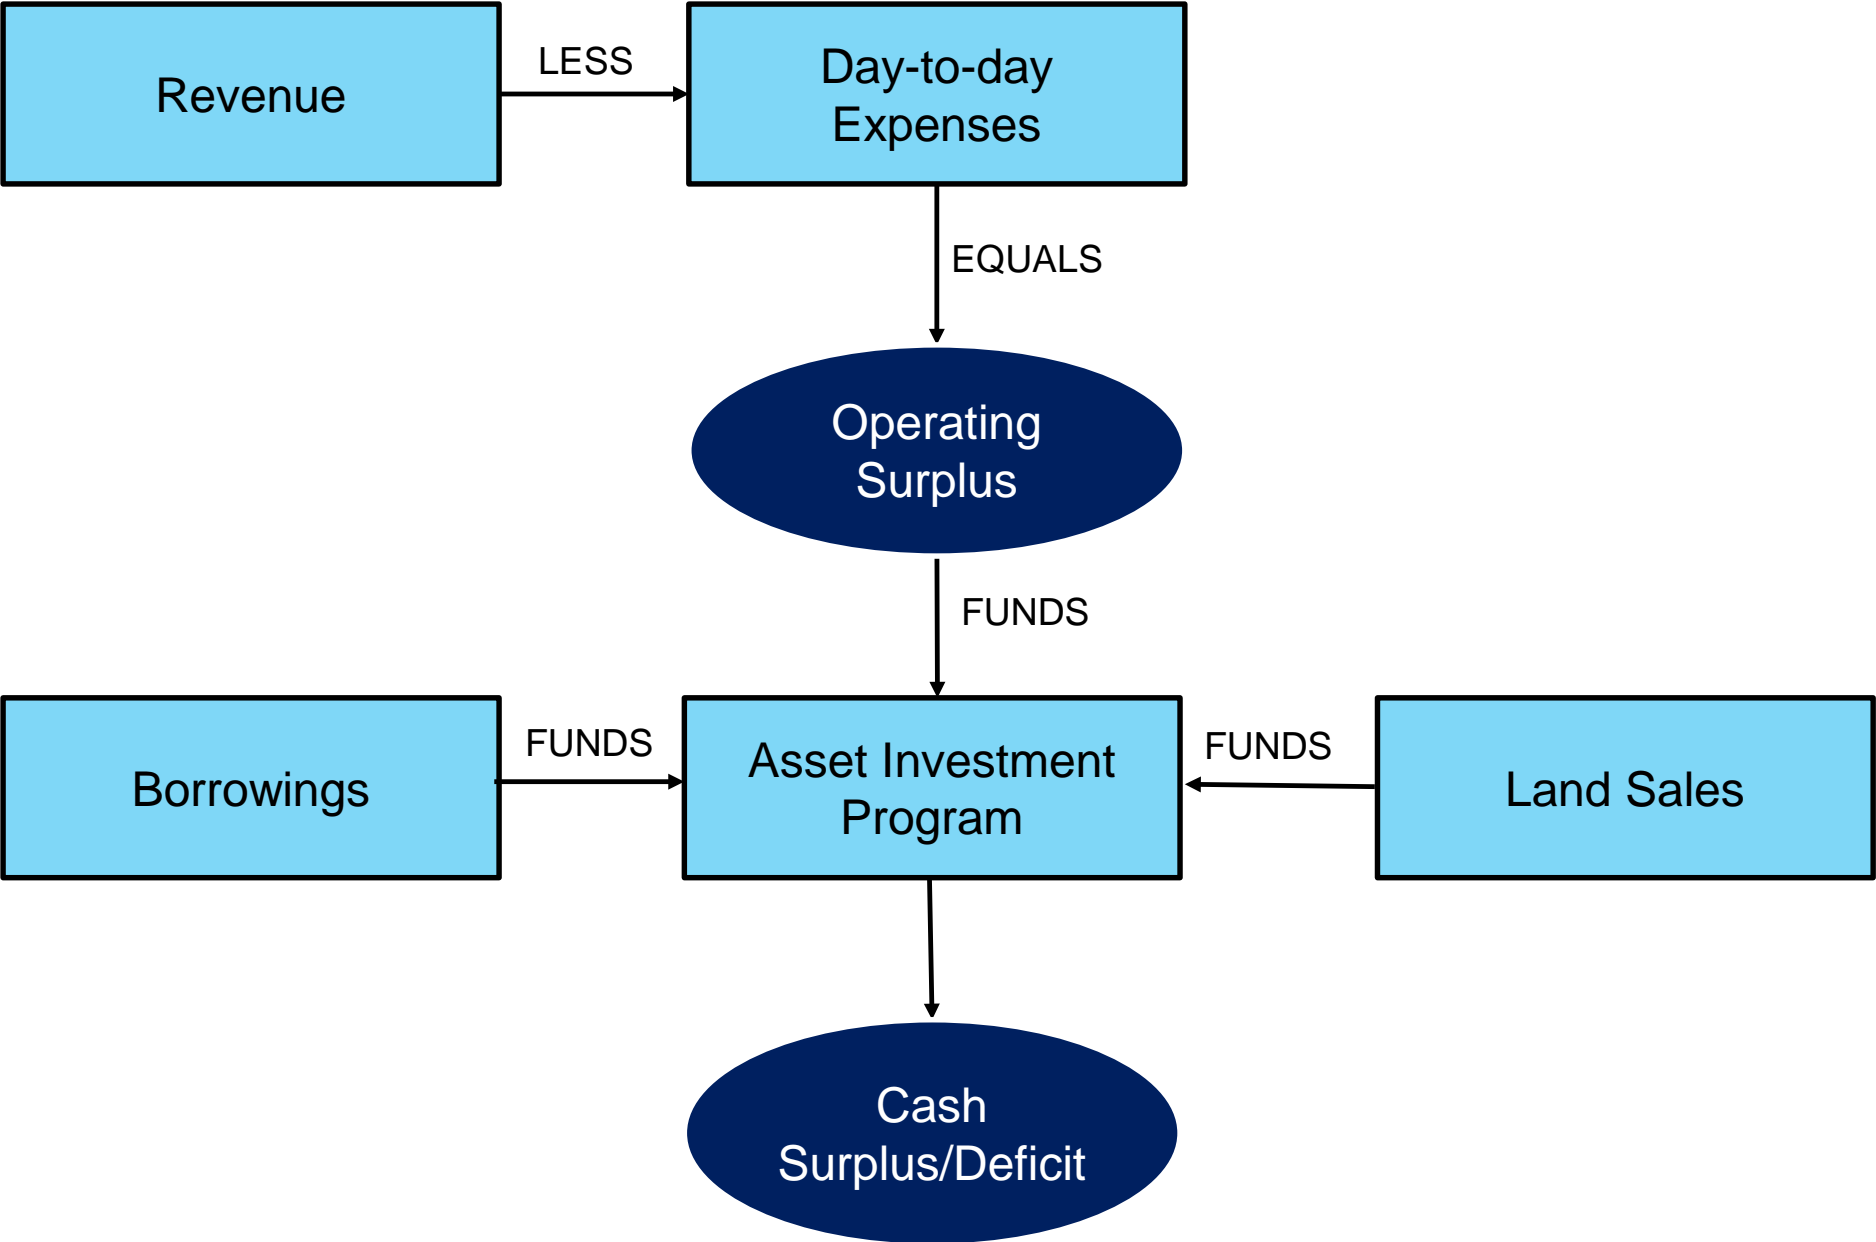 Revenue
LESS
Day-to-day
Expenses
EQUALS
Operating
Surplus
FUNDS
Borrowings
FUNDS
Asset Investment
Program
FUNDS
Land Sales
Cash
Surplus/Deficit